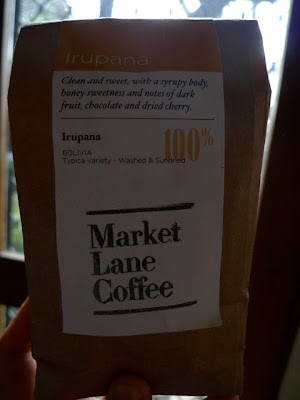 Irupana
Clean and sweet, with a syrupy body,
honey sweetness and notes of dark
fruit, chocolate and dried cherry.
Irupana
100%
BOLIVIA
Typica variety - Washed & Sundried
Market
Lane
Coffee